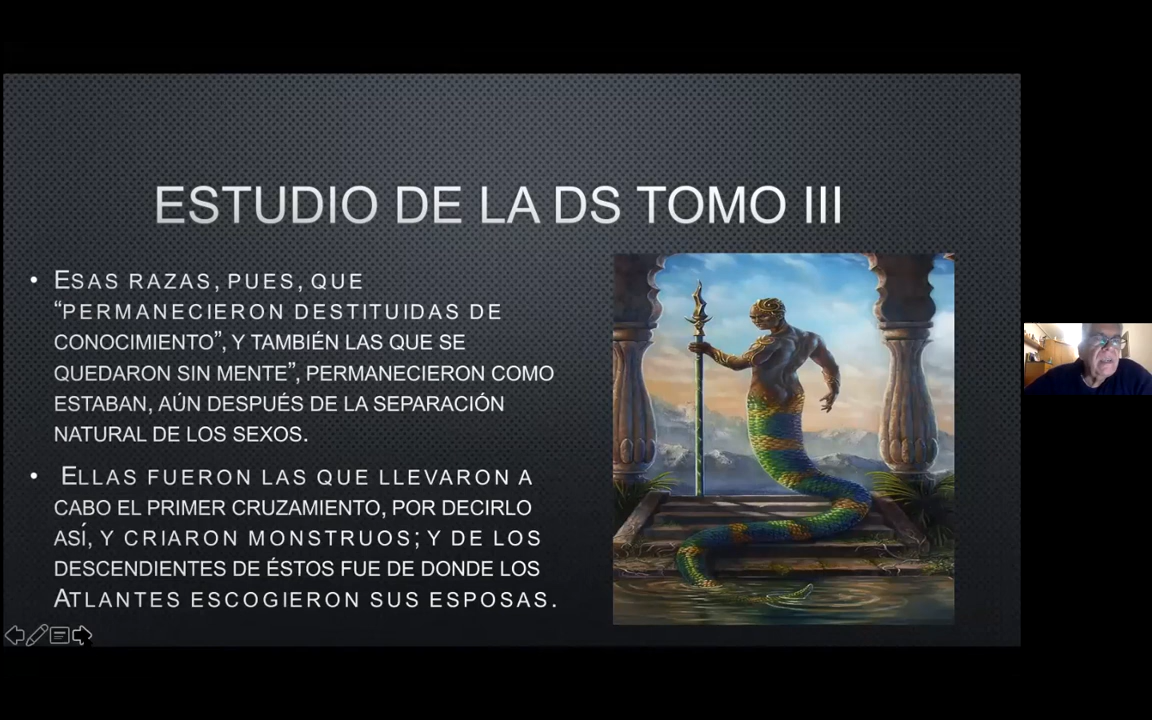 ESTUDIO DE LA DS TOMO III
• ESAS RAZAS, PUES, QUE
“PERMANECIERON DESTITUIDAS DE
CONOCIMIENTO”, Y TAMBIÉN LAS QUE SE
QUEDARON SIN MENTE”, PERMANECIERON COMO
ESTABAN, AÚN DESPUÉS DE LA SEPARACIÓN
NATURAL DE LOS SEXOS.
• ELLAS FUERON LAS QUE LLEVARON A
CABO EL PRIMER CRUZAMIENTO, POR DECIRLO
ASÍ, Y CRIARON MONSTRUOS; Y DE LOS
DESCENDIENTES DE ÉSTOS FUE DE DONDE LOS
ATLANTES ESCOGIERON SUS ESPOSAS.